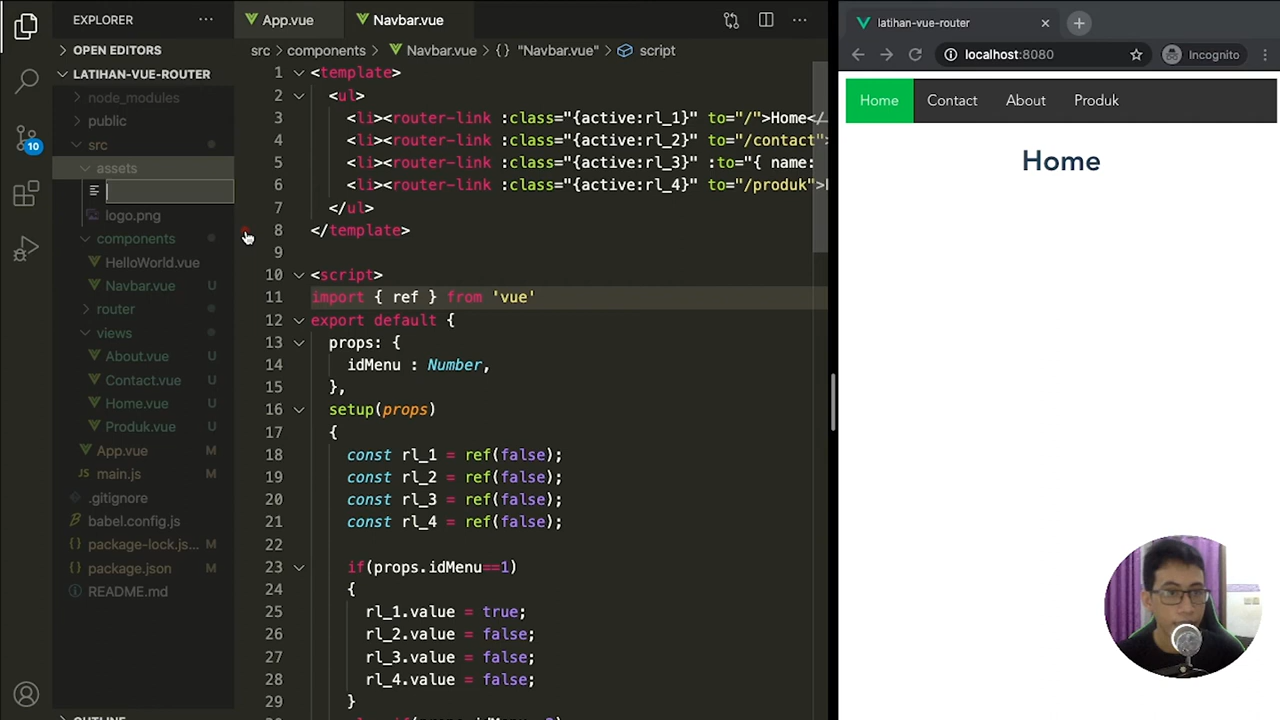 EXPLORER
OPEN EDITORS
LATIHAN-VUE-ROUTER
node_modules
public
src
assets
logo.png
components
HelloWorld.vue
Navbar.vue U
router
views
About.vue U
Contact.vue U
Home.vue U
Produk.vue U
App.vue M
JS main.js M
.gitignore
babel.config.js
package-lock.js... M
package.json M
README.md
10
App.vue
Navbar.vue
src > components > Navbar.vue > {} "Navbar.vue" > script
1 <template>
2 <ul>
3 <li><router-link :class="{active:rl_1}" to="/">Home</
4 <li><router-link :class="{active:rl_2}" to="/contact"
5 <li><router-link :class="{active:rl_3}" :to="{ name:
6 <li><router-link :class="{active:rl_4}" to="/produk">
7 </ul>
8 </template>
9
10 <script>
11 import { ref } from 'vue'
12 export default {
13 props: {
14 idMenu : Number,
15 },
16 setup(props)
17 {
18 const rl_1 = ref(false);
19 const rl_2 = ref(false);
20 const rl_3 = ref(false);
21 const rl_4 = ref(false);
22
23 if(props.idMenu==1)
24 {
25 rl_1.value = true;
26 rl_2.value = false;
27 rl_3.value = false;
28 rl_4.value = false;
29 }
latihan-vue-router
localhost:8080
Incognito
Home Contact About Produk
Home